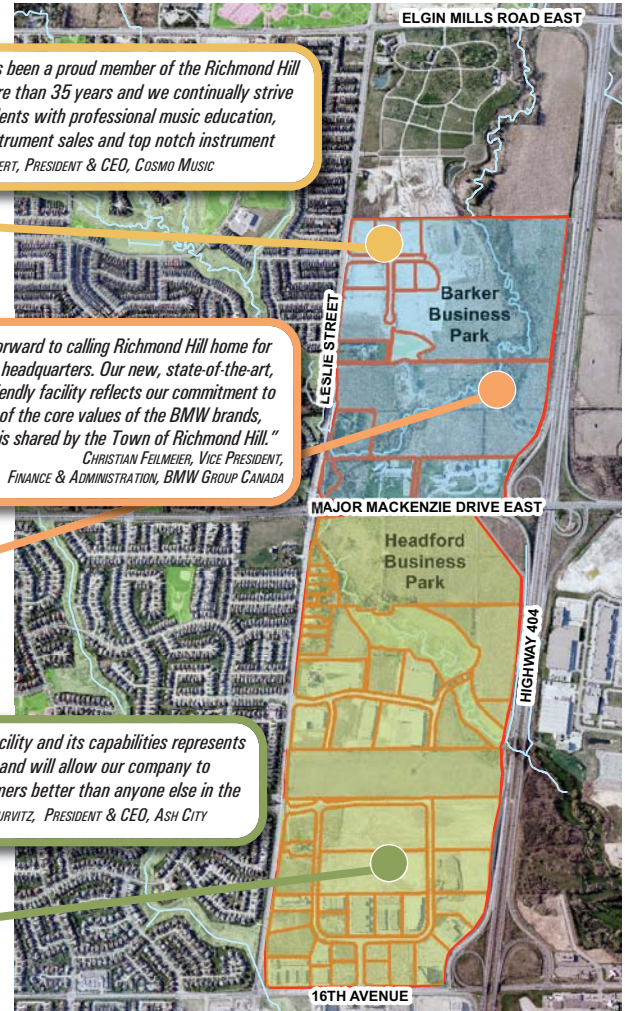 ELGIN MILLS ROAD EAST
s been a proud member of the Richmond Hill
re than 35 years and we continually strive
dents with professional music education,
trument sales and top notch instrument
ERT, PRESIDENT & CEO, COSMO MUSIC
LESLIE STREET
Barker
Business
Park
orward to calling Richmond Hill home for
headquarters. Our new, state-of-the-art,
endly facility reflects our commitment to
of the core values of the BMW brands,
is shared by the Town of Richmond Hill.”
CHRISTIAN FEILMEIER, VICE PRESIDENT,
FINANCE & ADMINISTRATION, BMW GROUP CANADA
MAJOR MACKENZIE DRIVE EAST
Headford
Business
Park
HIGHWAY 404
cility and its capabilities represents
and will allow our company to
mers better than anyone else in the
URVITZ, PRESIDENT & CEO, ASH CITY
16TH AVENUE